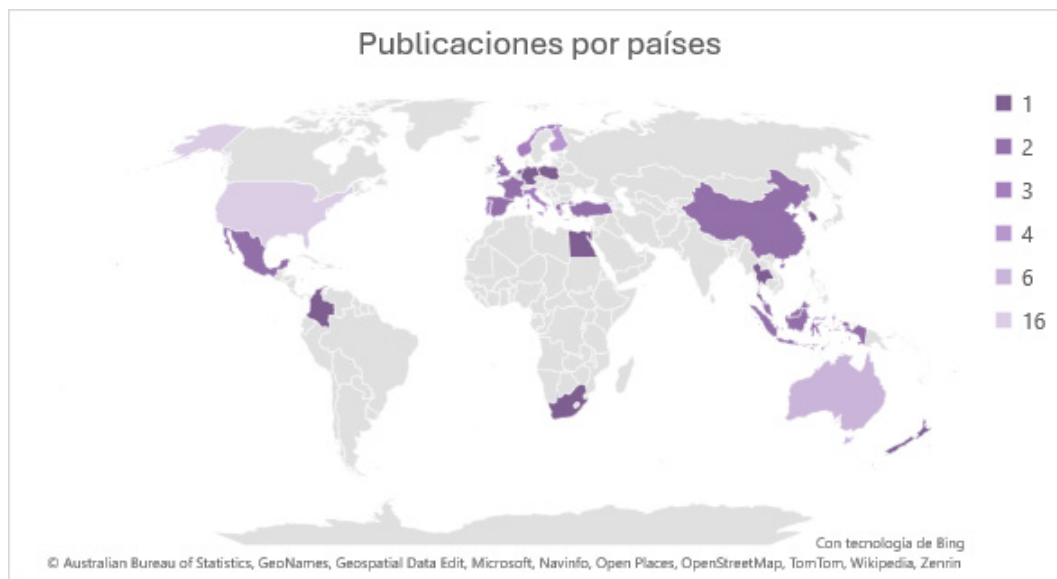 Publicaciones por países
1
2
3
4
6
16
Con tecnología de Bing
© Australian Bureau of Statistics, GeoNames, Geospatial Data Edit, Microsoft, Navinfo, Open Places, OpenStreetMap, TomTom, Wikipedia, Zenrin